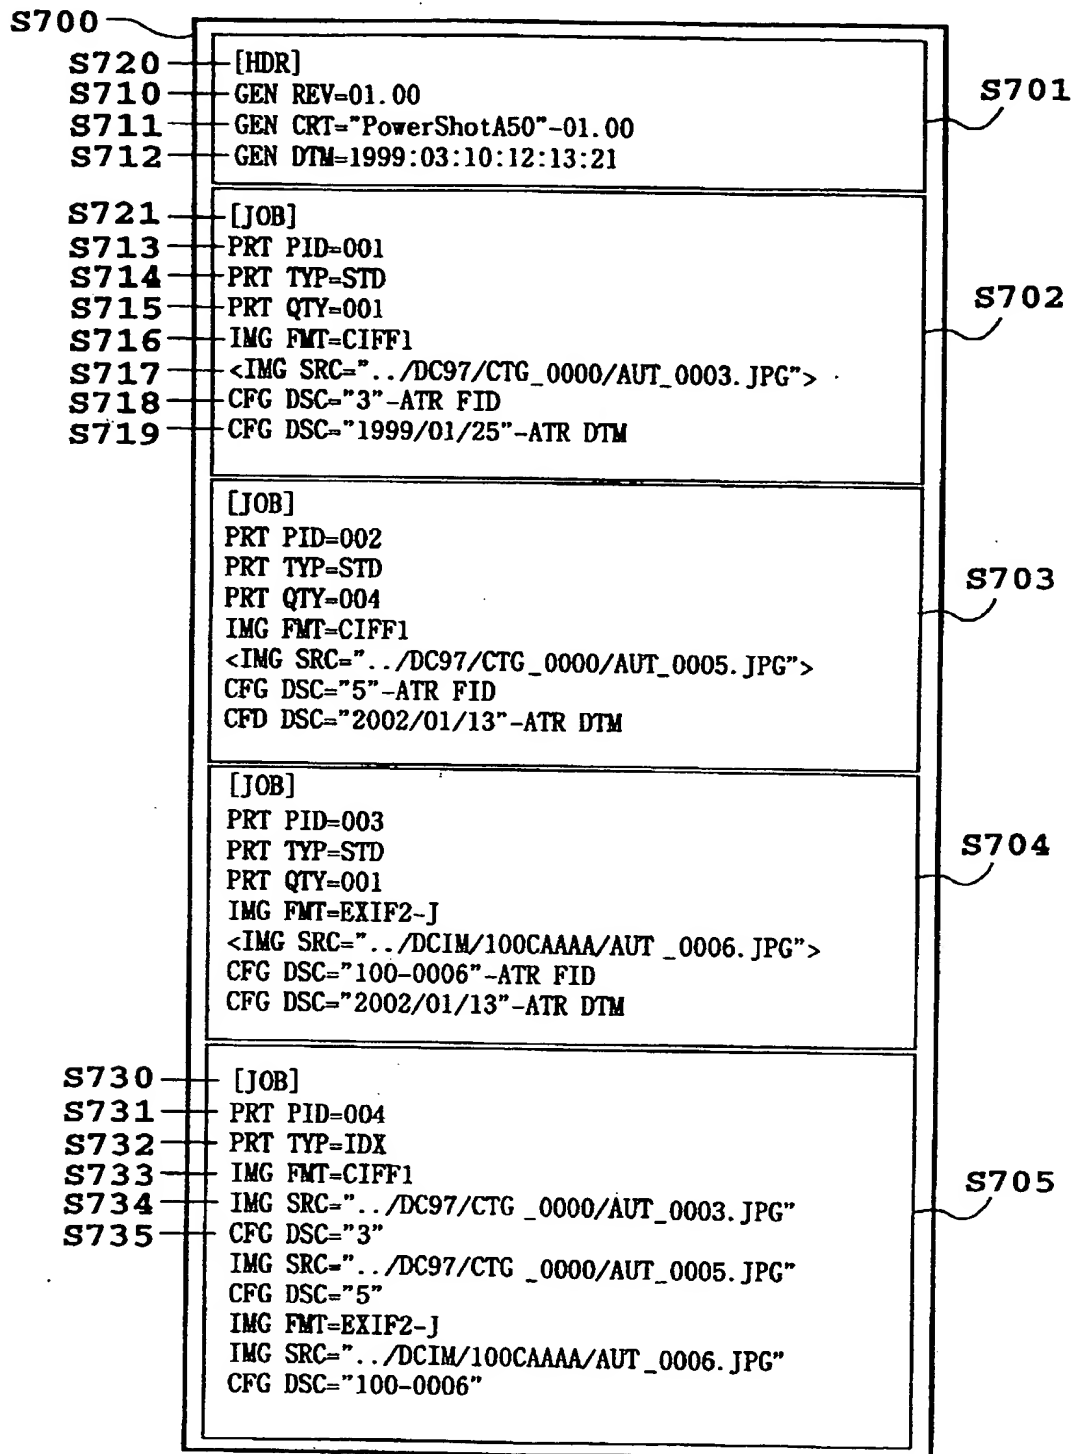 S700
S720 [HDR]
S710 GEN REV=01.00
S701
S711 GEN CRT="PowerShotA50"-01.00
S712 GEN DTM=1999:03:10:12:13:21
S721 [JOB]
S713 PRT PID=001
S714 PRT TYP=STD
S715 PRT QTY=001
S702
S716 IMG FMT=CIFF1
S717 <IMG SRC="../DC97/CTG_0000/AUT_0003.JPG">
S718 CFG DSC="3"-ATR FID
S719 CFG DSC="1999/01/25"-ATR DTM
[JOB]
PRT PID=002
PRT TYP=STD
S703
PRT QTY=004
IMG FMT=CIFF1
<IMG SRC="../DC97/CTG_0000/AUT_0005.JPG">
CFG DSC="5"-ATR FID
CFD DSC="2002/01/13"-ATR DTM
[JOB]
PRT PID=003
PRT TYP=STD
S704
PRT QTY=001
IMG FMT=EXIF2-J
<IMG SRC="../DCIM/100CAAAA/AUT_0006.JPG">
CFG DSC="100-0006"-ATR FID
CFG DSC="2002/01/13"-ATR DTM
S730 [JOB]
S731 PRT PID=004
S732 PRT TYP=IDX
S733 IMG FMT=CIFF1
S705
S734 IMG SRC="../DC97/CTG_0000/AUT_0003.JPG"
S735 CFG DSC="3"
IMG SRC="../DC97/CTG_0000/AUT_0005.JPG"
CFG DSC="5"
IMG FMT=EXIF2-J
IMG SRC="../DCIM/100CAAAA/AUT_0006.JPG"
CFG DSC="100-0006"